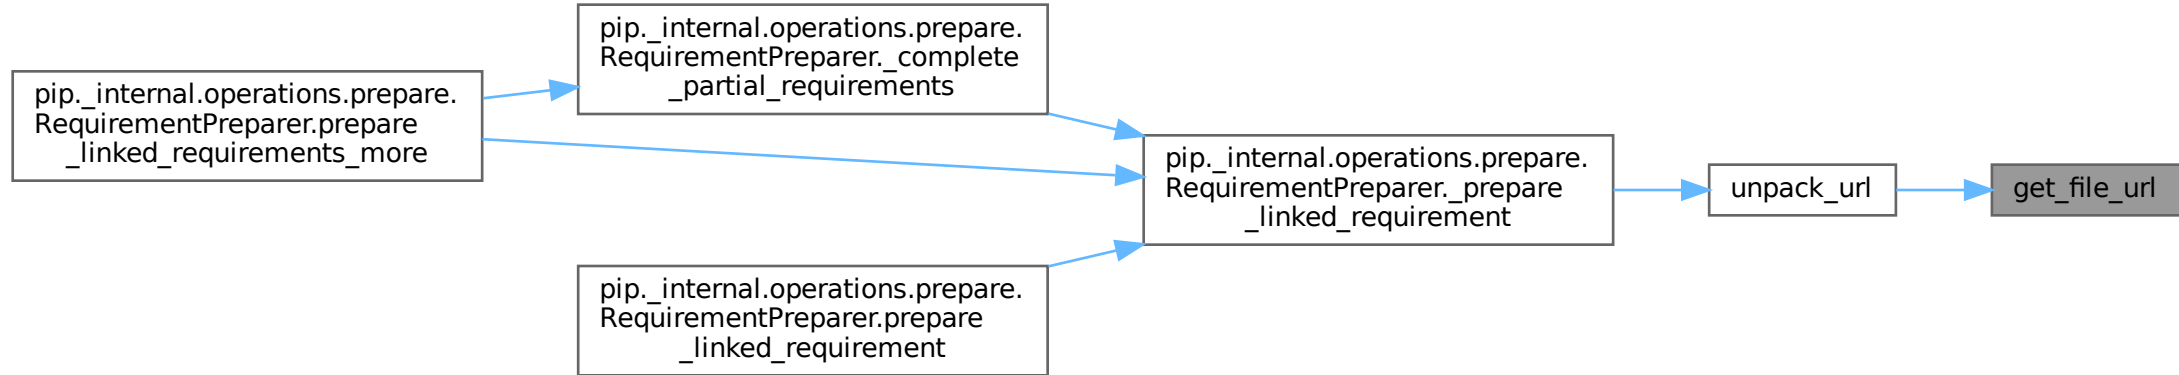 pip._internal.operations.prepare.
RequirementPreparer.prepare
_linked_requirements_more
pip._internal.operations.prepare.
RequirementPreparer._complete
_partial_requirements
pip._internal.operations.prepare.
RequirementPreparer.prepare
_linked_requirement
pip._internal.operations.prepare.
RequirementPreparer._prepare
_linked_requirement
unpack_url
get_file_url